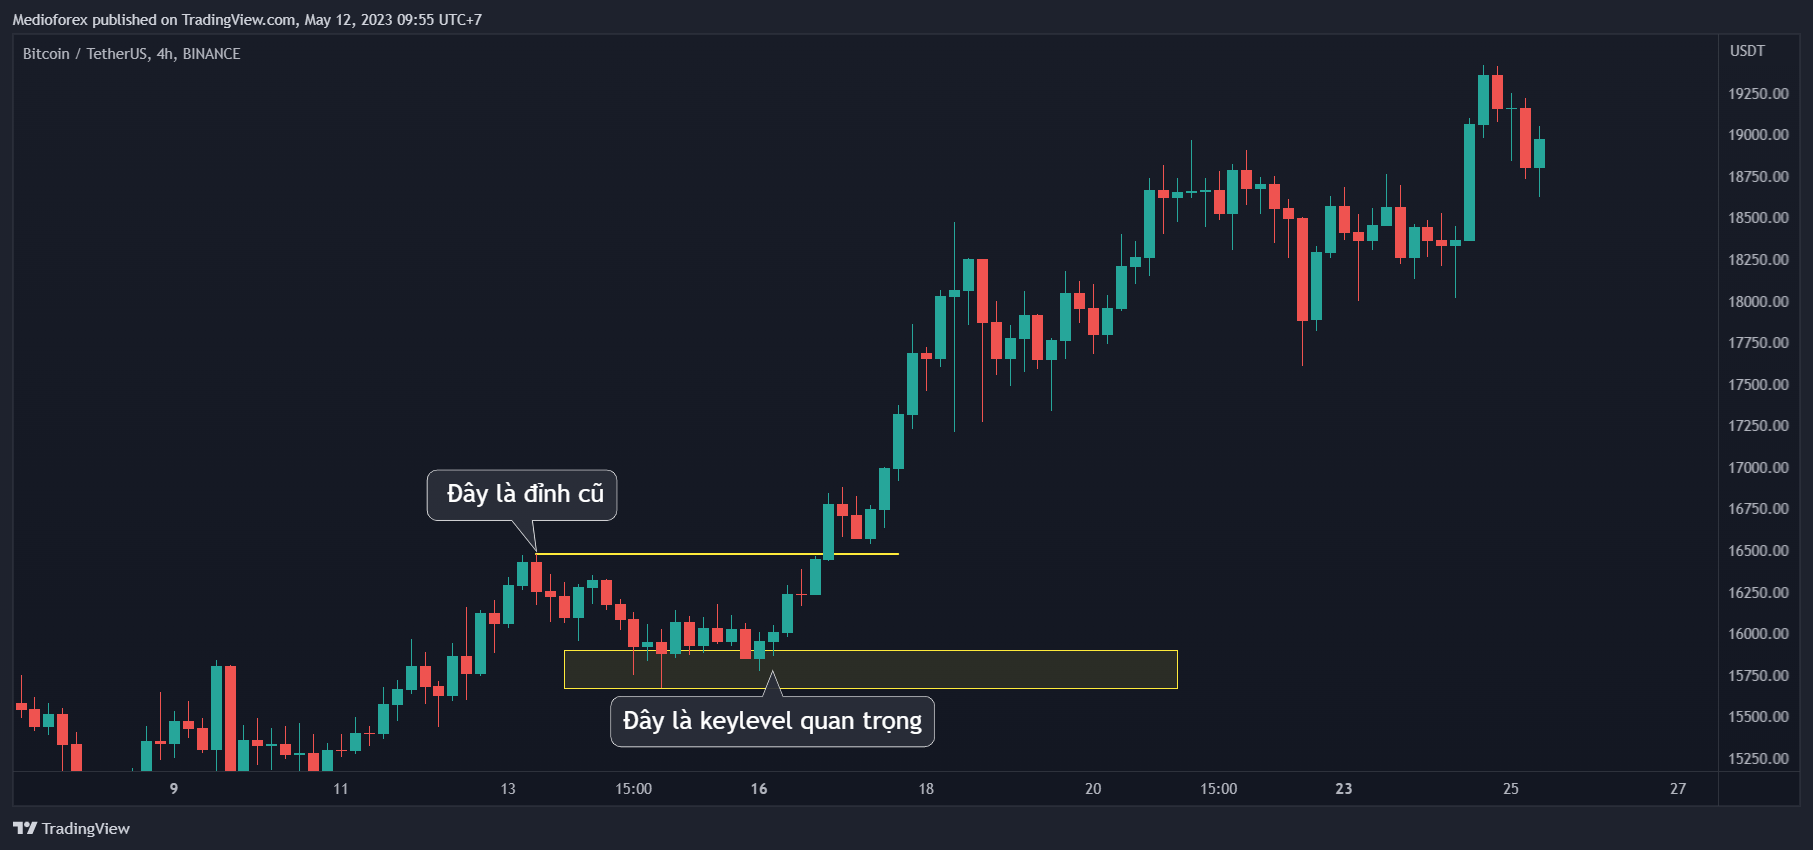 Medioforex published on TradingView.com, May 12, 2023 09:55 UTC+7
Bitcoin / TetherUS, 4h, BINANCE
USDT
19250.00
19000.00
18750.00
18500.00
18250.00
18000.00
17750.00
17500.00
17250.00
17000.00
16750.00
16500.00
16250.00
16000.00
15750.00
15500.00
15250.00
Đây là đỉnh cũ
Đây là keylevel quan trọng
9 11 13 15:00 16 18 20 15:00 23 25 27
TradingView